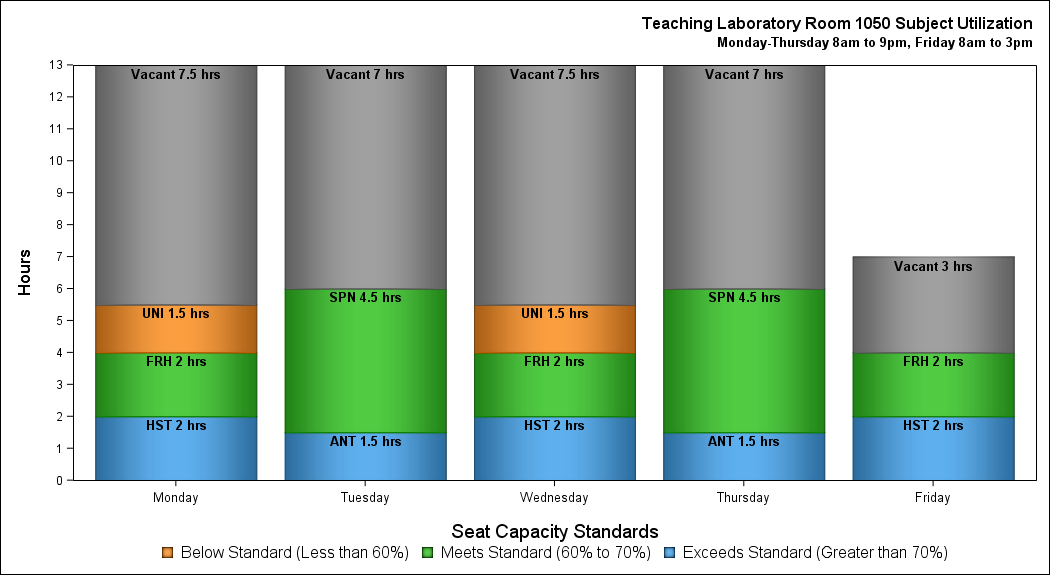 Teaching Laboratory Room 1050 Subject Utilization
Monday-Thursday 8am to 9pm, Friday 8am to 3pm
Hours
13
12
11
10
9
8
7
6
5
4
3
2
1
0
Vacant 7.5 hrs
UNI 1.5 hrs
FRH 2 hrs
HST 2 hrs
Vacant 7 hrs
SPN 4.5 hrs
ANT 1.5 hrs
Vacant 7.5 hrs
UNI 1.5 hrs
FRH 2 hrs
HST 2 hrs
Vacant 7 hrs
SPN 4.5 hrs
ANT 1.5 hrs
Vacant 3 hrs
FRH 2 hrs
HST 2 hrs
Monday Tuesday Wednesday Thursday Friday
Seat Capacity Standards
Below Standard (Less than 60%) Meets Standard (60% to 70%) Exceeds Standard (Greater than 70%)